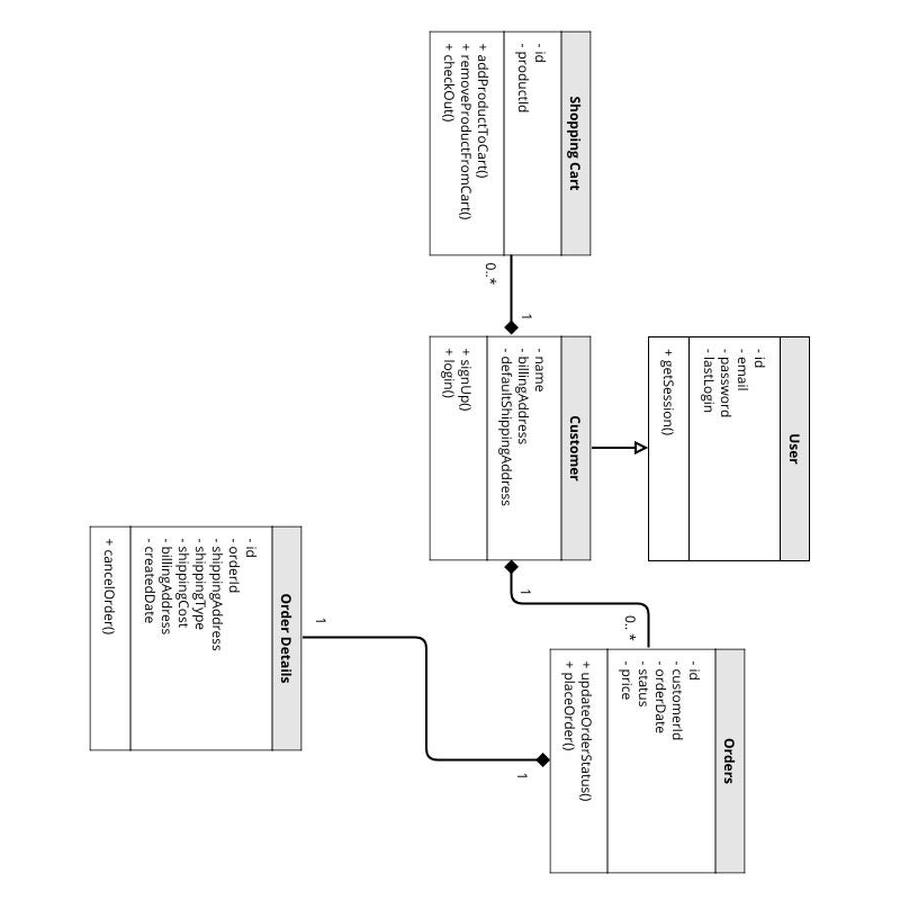 User
- id
- email
- password
- lastLogin
+ getSession()
Shopping Cart
- id
- productId
+ addProductToCart()
+ removeProductFromCart()
+ checkOut()
0..*
1
Customer
- name
- billingAddress
- defaultShippingAddress
+ signUp()
+ login()
1
0.. *
Orders
- id
- customerId
- orderDate
- status
- price
+ updateOrderStatus()
+ placeOrder()
1
1
Order Details
- id
- orderId
- shippingAddress
- shippingType
- shippingCost
- billingAddress
- createdDate
+ cancelOrder()